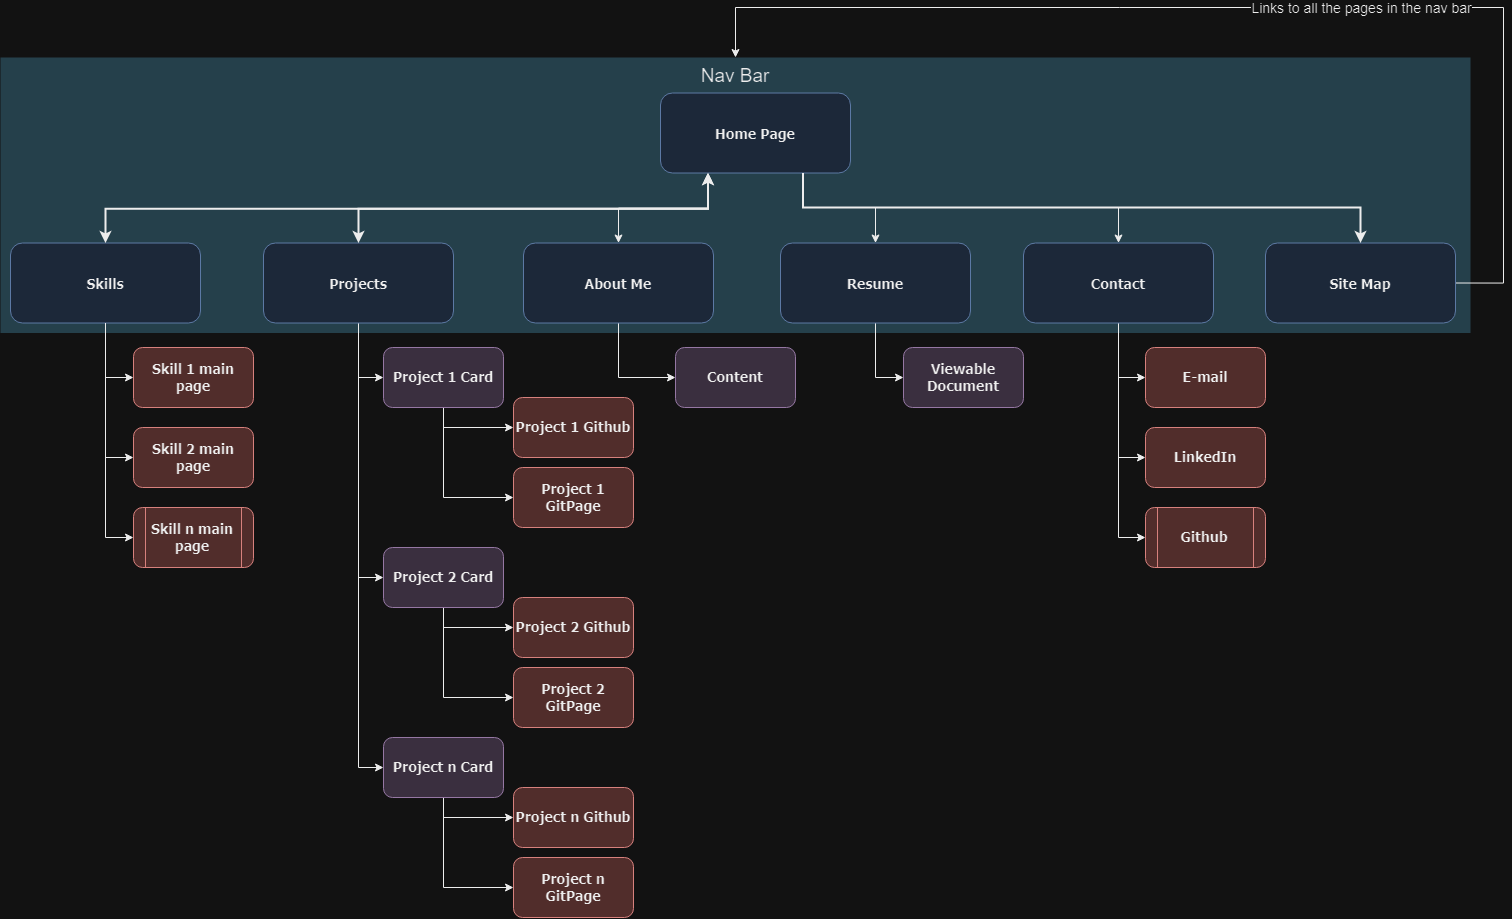 Links to all the pages in the nav bar
Nav Bar
Home Page
Skills
Projects
About Me
Resume
Contact
Site Map
Skill 1 main
page
Skill 2 main
page
Skill n main
page
Project 1 Card
Project 1 Github
Project 1
GitPage
Project 2 Card
Project 2 Github
Project 2
GitPage
Project n Card
Project n Github
Project n
GitPage
Content
Viewable
Document
E-mail
LinkedIn
Github